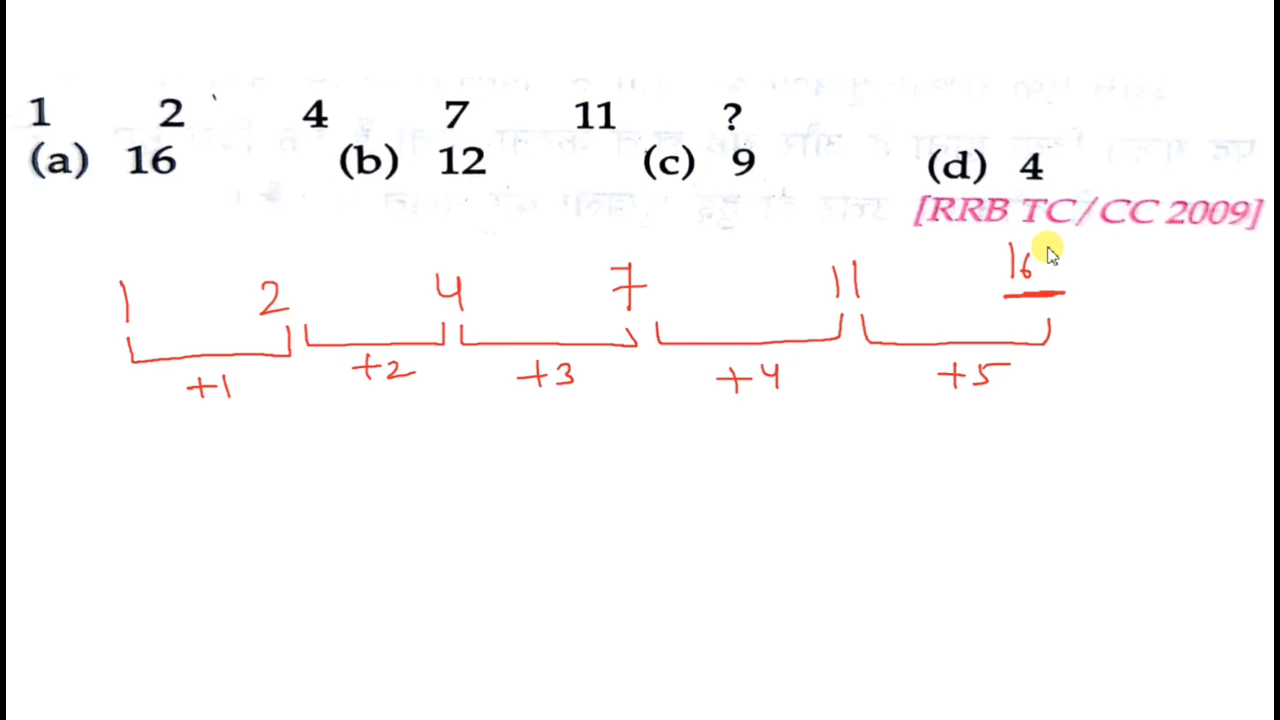 1 2 4 7 11 ?
(a) 16 (b) 12 (c) 9 (d) 4
[RRB TC/CC 2009]
1 2 4 7 11 16
+1 +2 +3 +4 +5